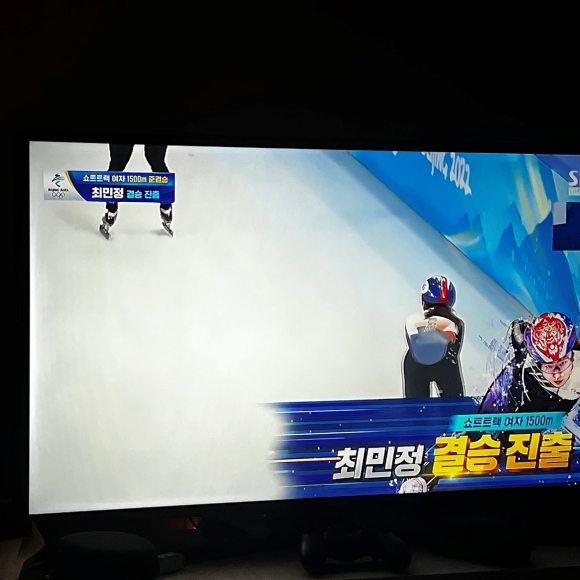 쇼트트랙 여자 1500m 준결승
최민정 결승 진출
2022
S
쇼트트랙 여자 1500m
최민정 결승 진출